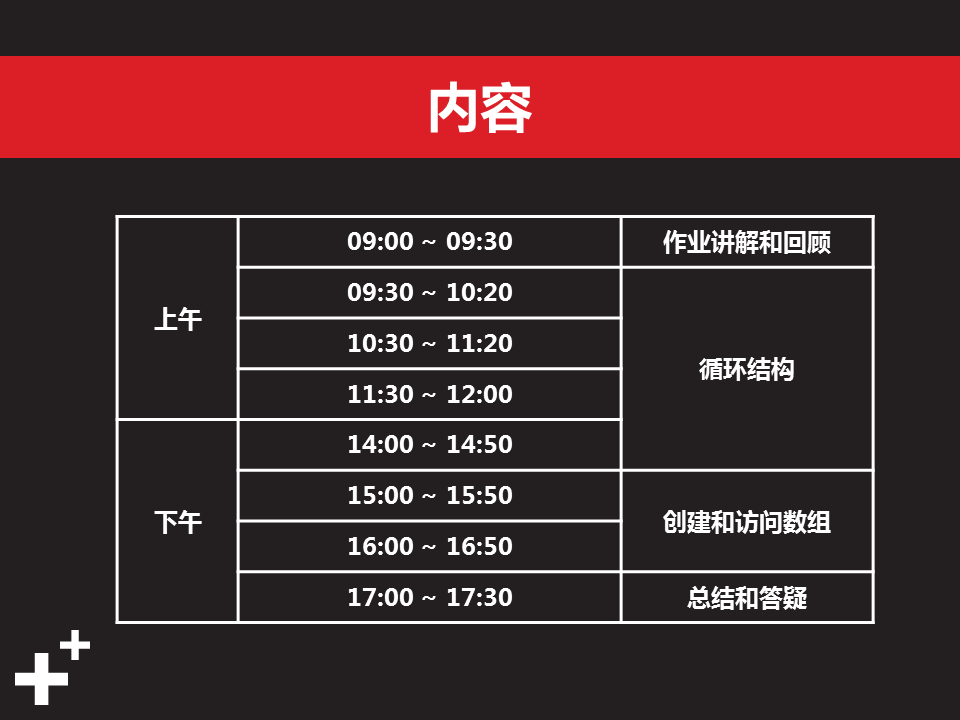 内容
上午
09:00 ~ 09:30
作业讲解和回顾
09:30 ~ 10:20
循环结构
10:30 ~ 11:20
11:30 ~ 12:00
下午
14:00 ~ 14:50
15:00 ~ 15:50
创建和访问数组
16:00 ~ 16:50
17:00 ~ 17:30
总结和答疑